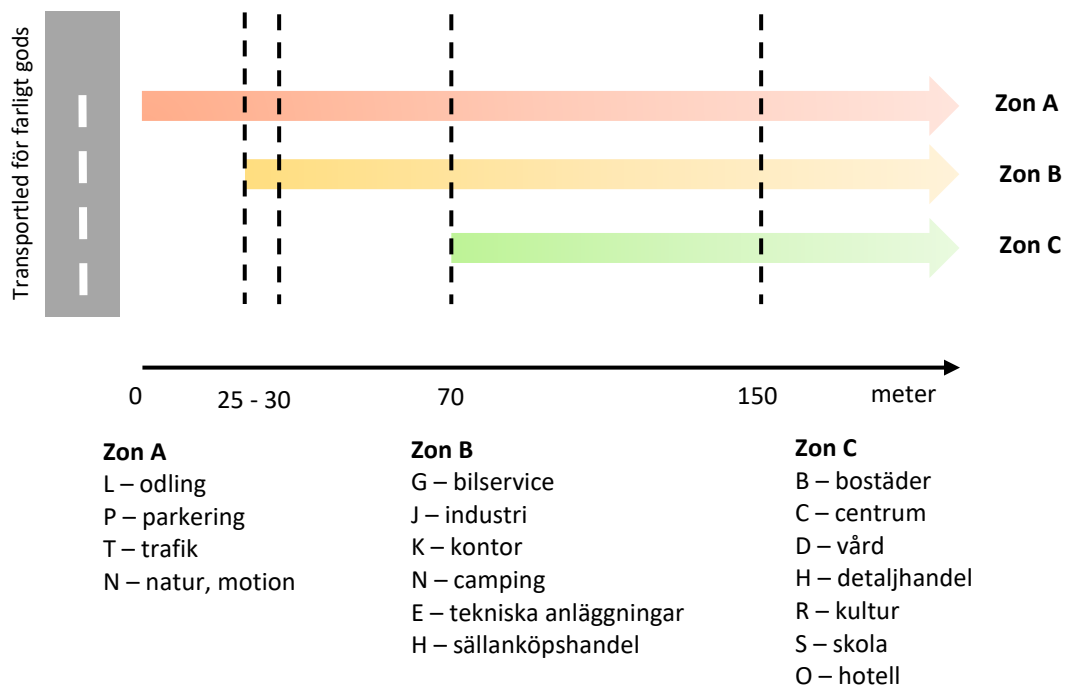 Transportled för farligt gods
Zon A
Zon B
Zon C
0
25 - 30
70
150
meter
Zon A
L – odling
P – parkering
T – trafik
N – natur, motion
Zon B
G – bilservice
J – industri
K – kontor
N – camping
E – tekniska anläggningar
H – sällanköpshandel
Zon C
B – bostäder
C – centrum
D – vård
H – detaljhandel
R – kultur
S – skola
O – hotell